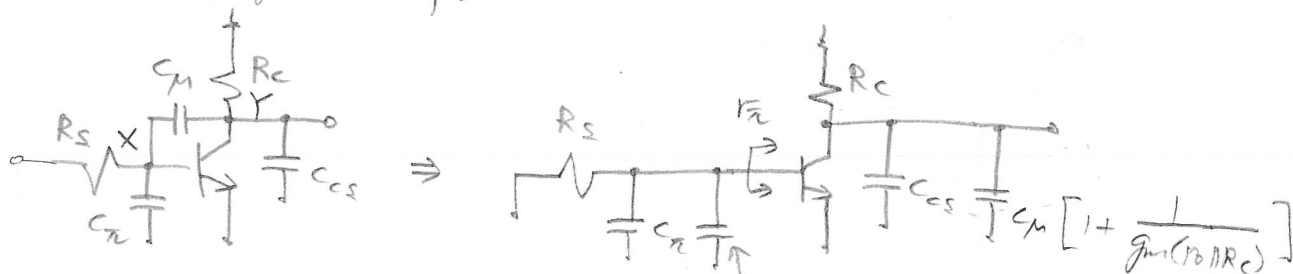 Cμ
Rc
Y
Rs
X
Ccs
Cπ
⇒
Rc
rπ
Rs
Cπ
Ccs
Cμ [1 + 1/gm(ro||Rc)]